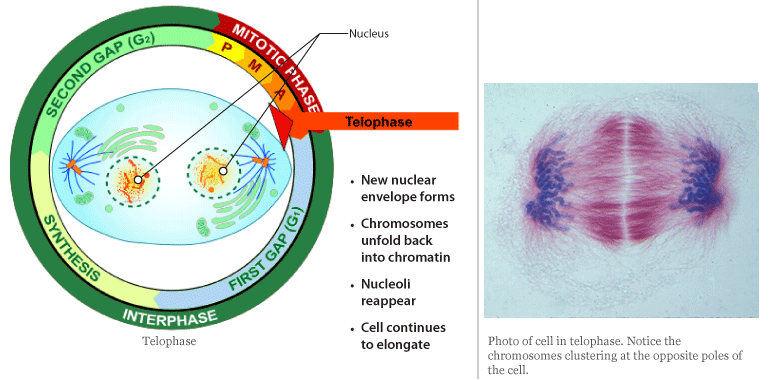 SECOND GAP (G2)
MITOTIC PHASE
P
M
A
Nucleus
Telophase
SYNTHESIS
FIRST GAP (G1)
INTERPHASE
Telophase
• New nuclear
envelope forms
• Chromosomes
unfold back
into chromatin
• Nucleoli
reappear
• Cell continues
to elongate
Photo of cell in telophase. Notice the
chromosomes clustering at the opposite poles of
the cell.